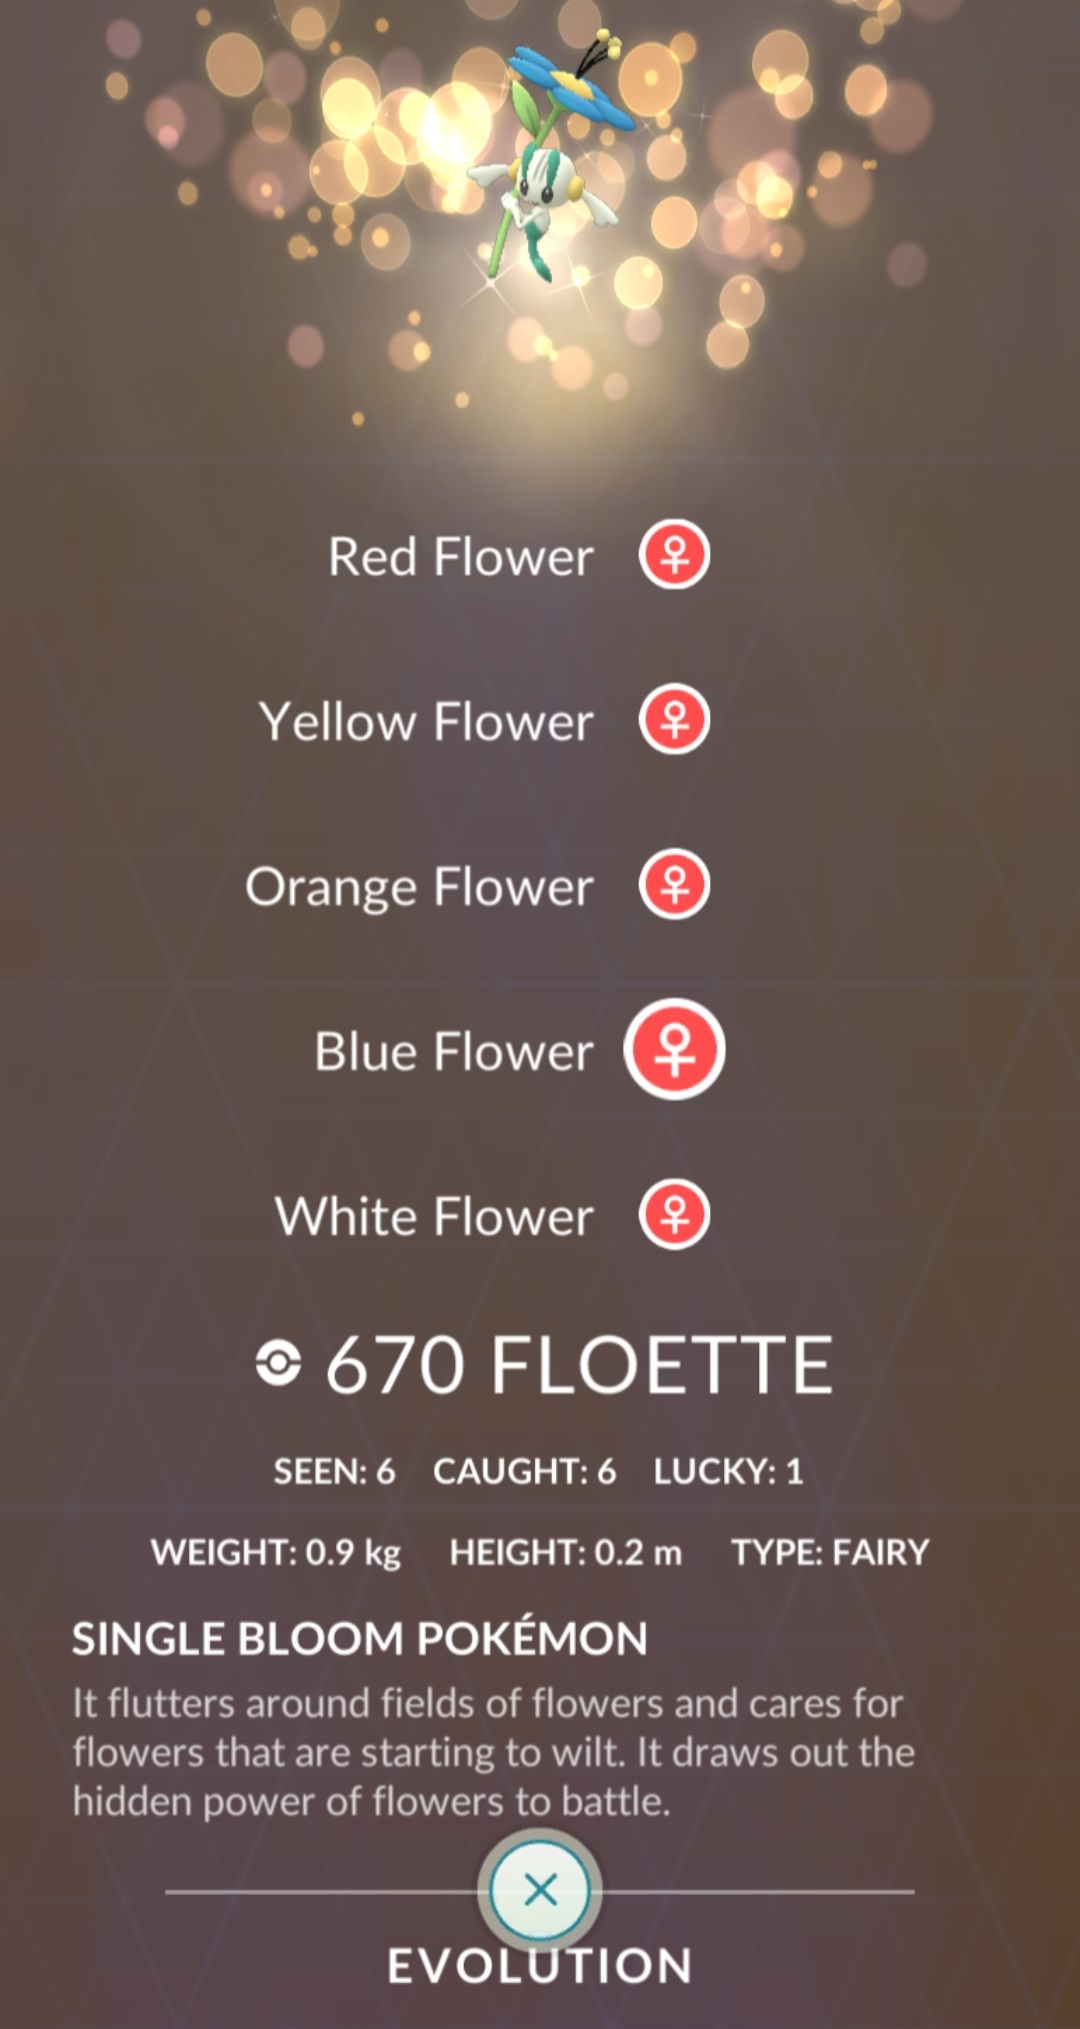 Red Flower
Yellow Flower
Orange Flower
Blue Flower
White Flower
670 FLOETTE
SEEN: 6 CAUGHT: 6 LUCKY: 1
WEIGHT: 0.9 kg HEIGHT: 0.2 m TYPE: FAIRY
SINGLE BLOOM POKÉMON
It flutters around fields of flowers and cares for
flowers that are starting to wilt. It draws out the
hidden power of flowers to battle.
EVOLUTION